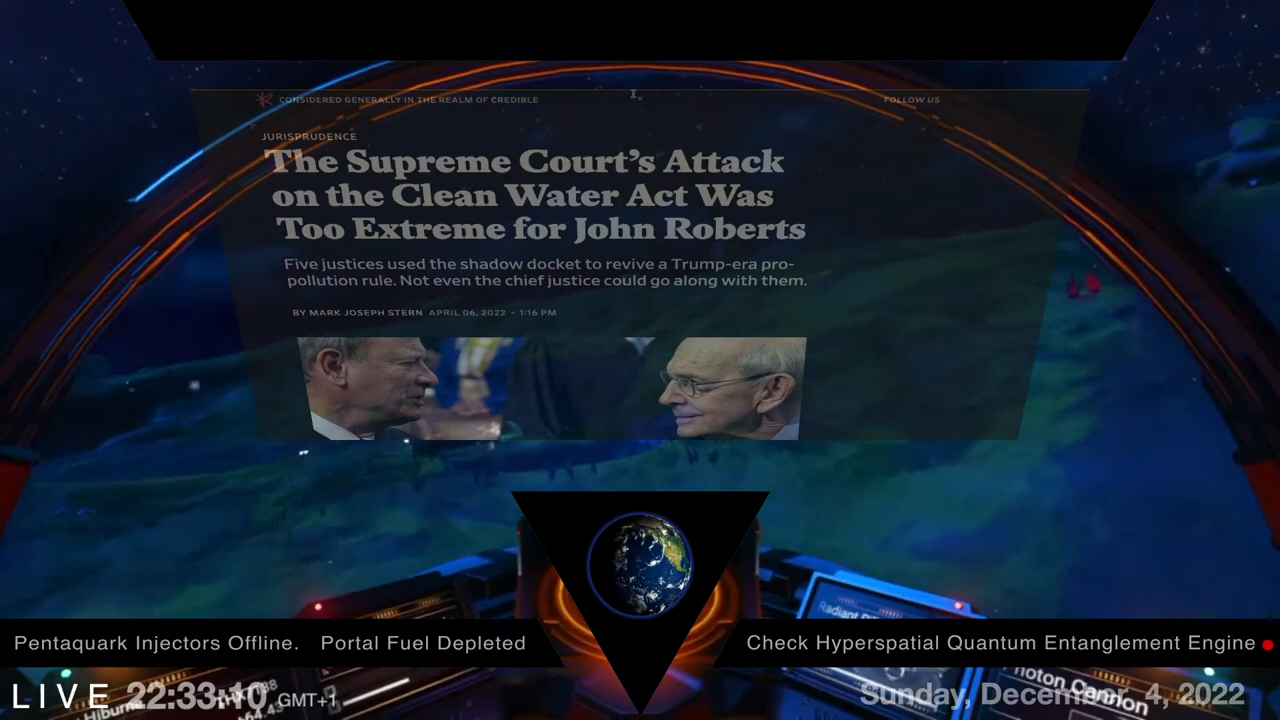 CONSIDERED GENERALLY IN THE REALM OF CREDIBLE
FOLLOW US
JURISPRUDENCE
The Supreme Court's Attack
on the Clean Water Act Was
Too Extreme for John Roberts
Five justices used the shadow docket to revive a Trump-era pro-
pollution rule. Not even the chief justice could go along with them.
BY MARK JOSEPH STERN APRIL 06, 2022 • 1:16 PM
Radiant
Pentaquark Injectors Offline. Portal Fuel Depleted
Check Hyperspatial Quantum Entanglement Engine
LIVE 22:33:10 GMT+1
Sunday, December, 4, 2022
Cannon